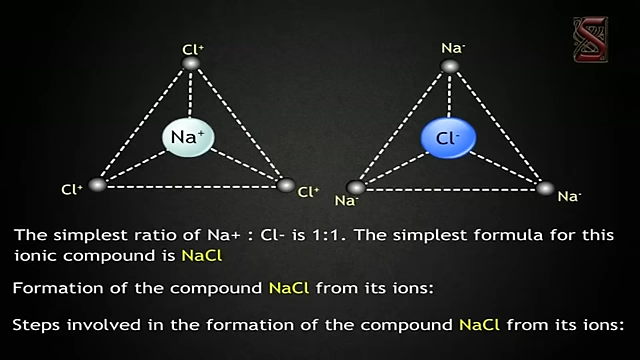 Cl⁺
Na⁺
Cl⁺
Cl⁺
Na⁻
Cl⁻
Na⁻
Na⁻
S
The simplest ratio of Na+ : Cl– is 1:1. The simplest formula for this
ionic compound is NaCl
Formation of the compound NaCl from its ions:
Steps involved in the formation of the compound NaCl from its ions: